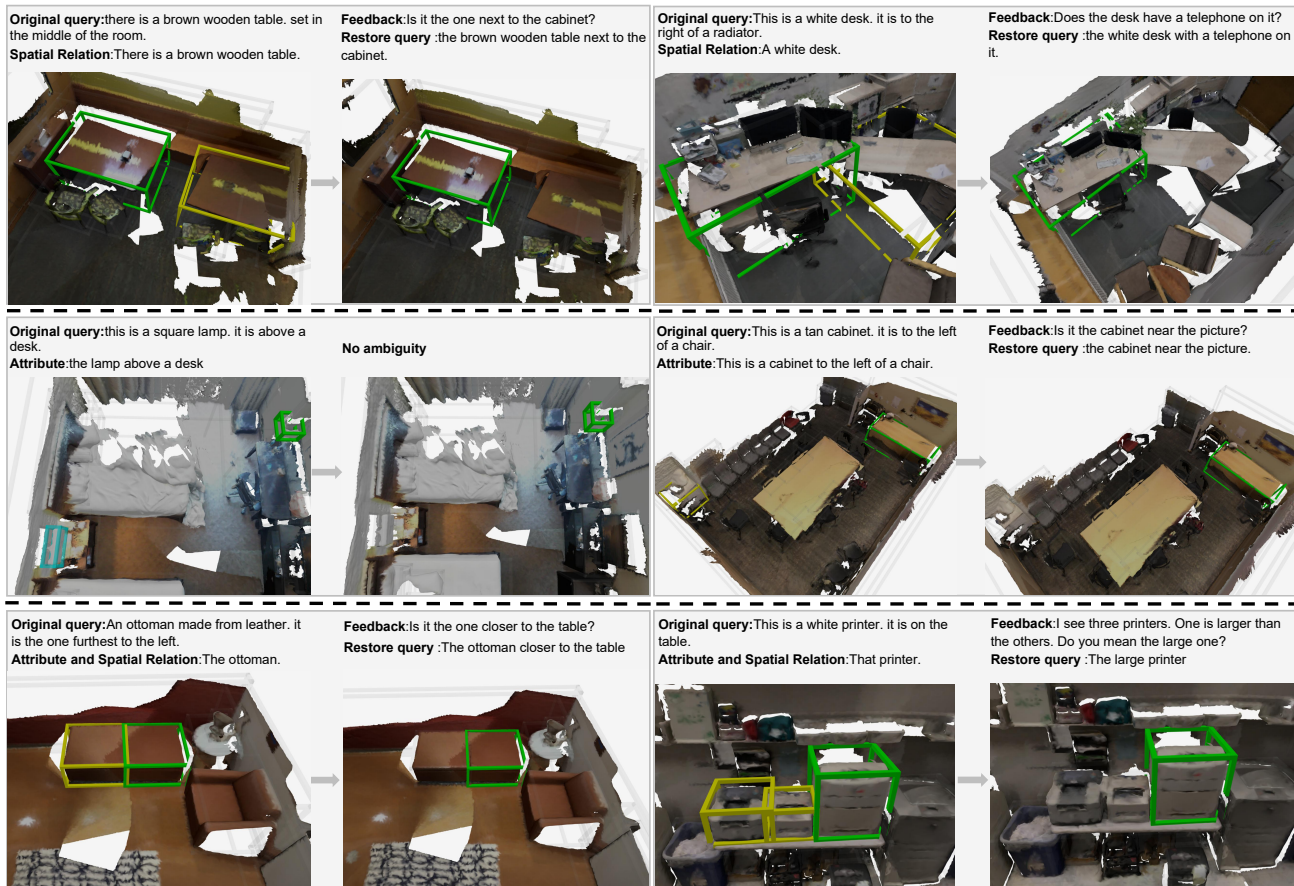 Original query:there is a brown wooden table. set in
the middle of the room.
Spatial Relation:There is a brown wooden table.
Feedback:Is it the one next to the cabinet?
Restore query :the brown wooden table next to the
cabinet.
Original query:This is a white desk. it is to the
right of a radiator.
Spatial Relation:A white desk.
Feedback:Does the desk have a telephone on it?
Restore query :the white desk with a telephone on
it.
Original query:this is a square lamp. it is above a
desk.
Attribute:the lamp above a desk
No ambiguity
Original query:This is a tan cabinet. it is to the left
of a chair.
Attribute:This is a cabinet to the left of a chair.
Feedback:Is it the cabinet near the picture?
Restore query :the cabinet near the picture.
Original query:An ottoman made from leather. it
is the one furthest to the left.
Attribute and Spatial Relation:The ottoman.
Feedback:Is it the one closer to the table?
Restore query :The ottoman closer to the table
Original query:This is a white printer. it is on the
table.
Attribute and Spatial Relation:That printer.
Feedback:I see three printers. One is larger than
the others. Do you mean the large one?
Restore query :The large printer